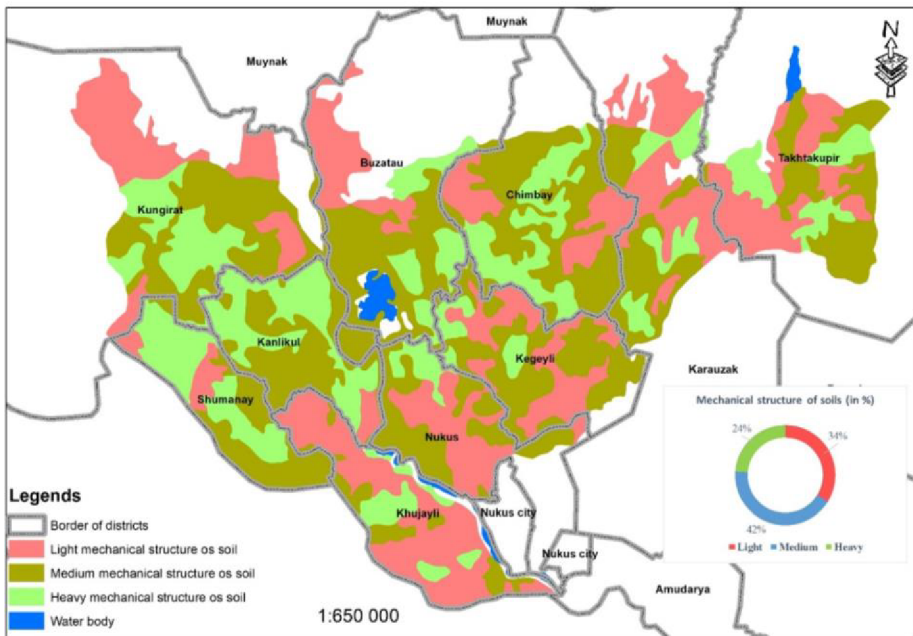 Muynak
Muynak
Buzatau
Takhtakupir
Chimbay
Kungirat
Kanlikul
Kegeyli
Karauzak
Shumanay
Nukus
Khujayli
Nukus city
Nukus city
Amudarya
Mechanical structure of soils (in %)
24%
34%
42%
Light Medium Heavy
Legends
Border of districts
Light mechanical structure os soil
Medium mechanical structure os soil
Heavy mechanical structure os soil
Water body
1:650 000